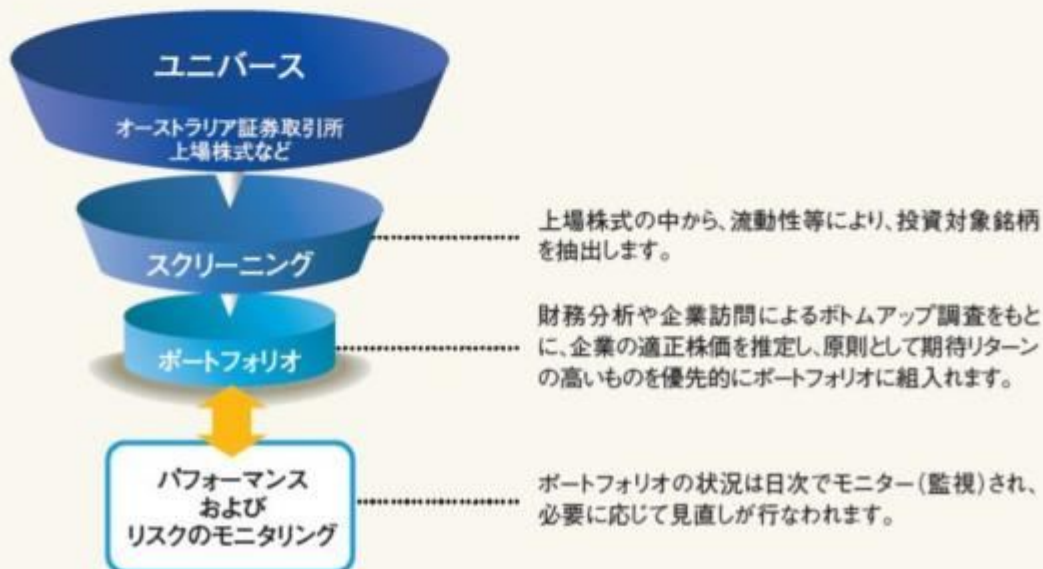 ユニバース
オーストラリア証券取引所
上場株式など
スクリーニング
上場株式の中から、流動性等により、投資対象銘柄
を抽出します。
ポートフォリオ
財務分析や企業訪問によるボトムアップ調査をもと
に、企業の適正株価を推定し、原則として期待リターン
の高いものを優先的にポートフォリオに組入れます。
パフォーマンス
および
リスクのモニタリング
ポートフォリオの状況は日次でモニター(監視)され、
必要に応じて見直しが行なわれます。